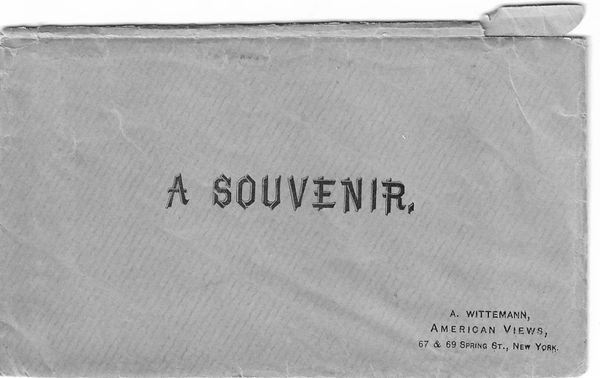 A SOUVENIR,
A. WITTEMANN,
AMERICAN VIEWS,
67 & 69 SPRING ST., NEW YORK.